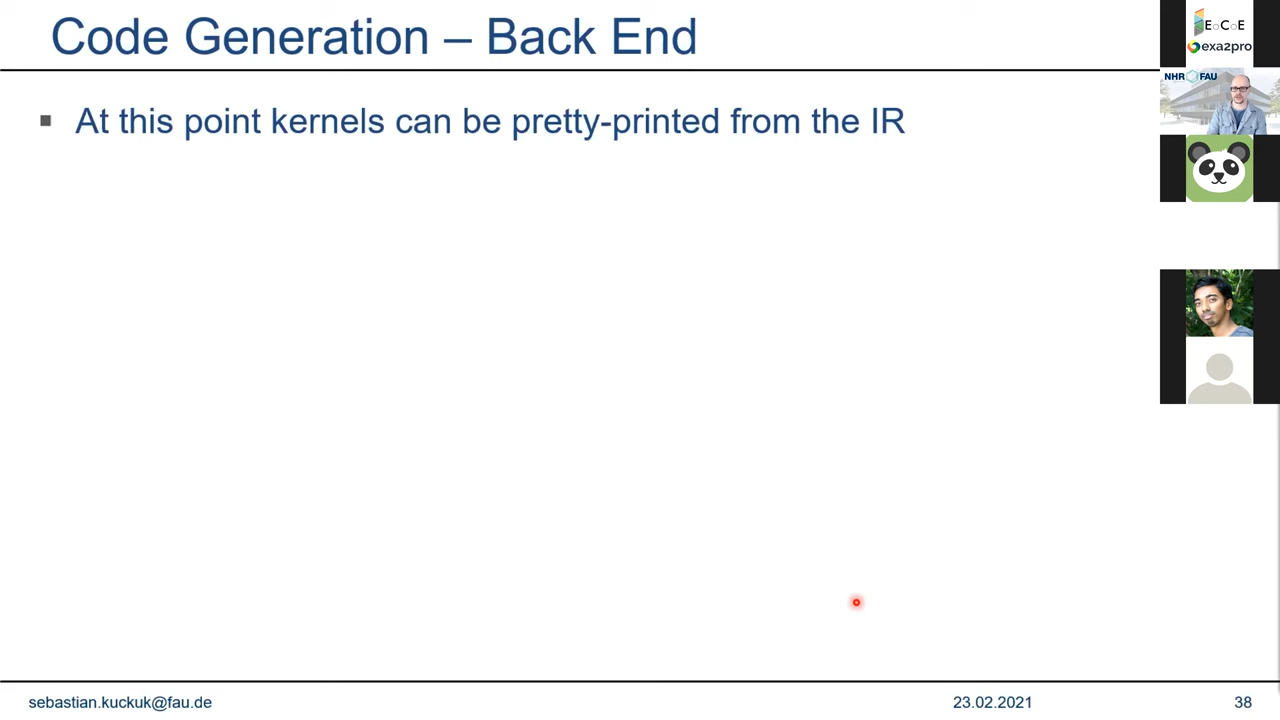 Code Generation – Back End
At this point kernels can be pretty-printed from the IR
EoCoE
exa2pro
NHR FAU
sebastian.kuckuk@fau.de
23.02.2021
38